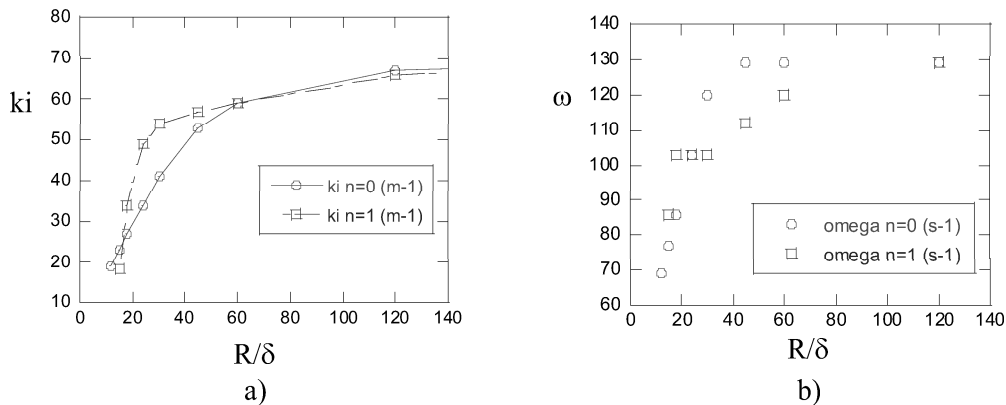 80
70
60
50
40
30
20
10
ki
ki n=0 (m-1)
ki n=1 (m-1)
0 20 40 60 80 100 120 140
R/δ
a)
140
130
120
110
100
90
80
70
60
ω
omega n=0 (s-1)
omega n=1 (s-1)
0 20 40 60 80 100 120 140
R/δ
b)